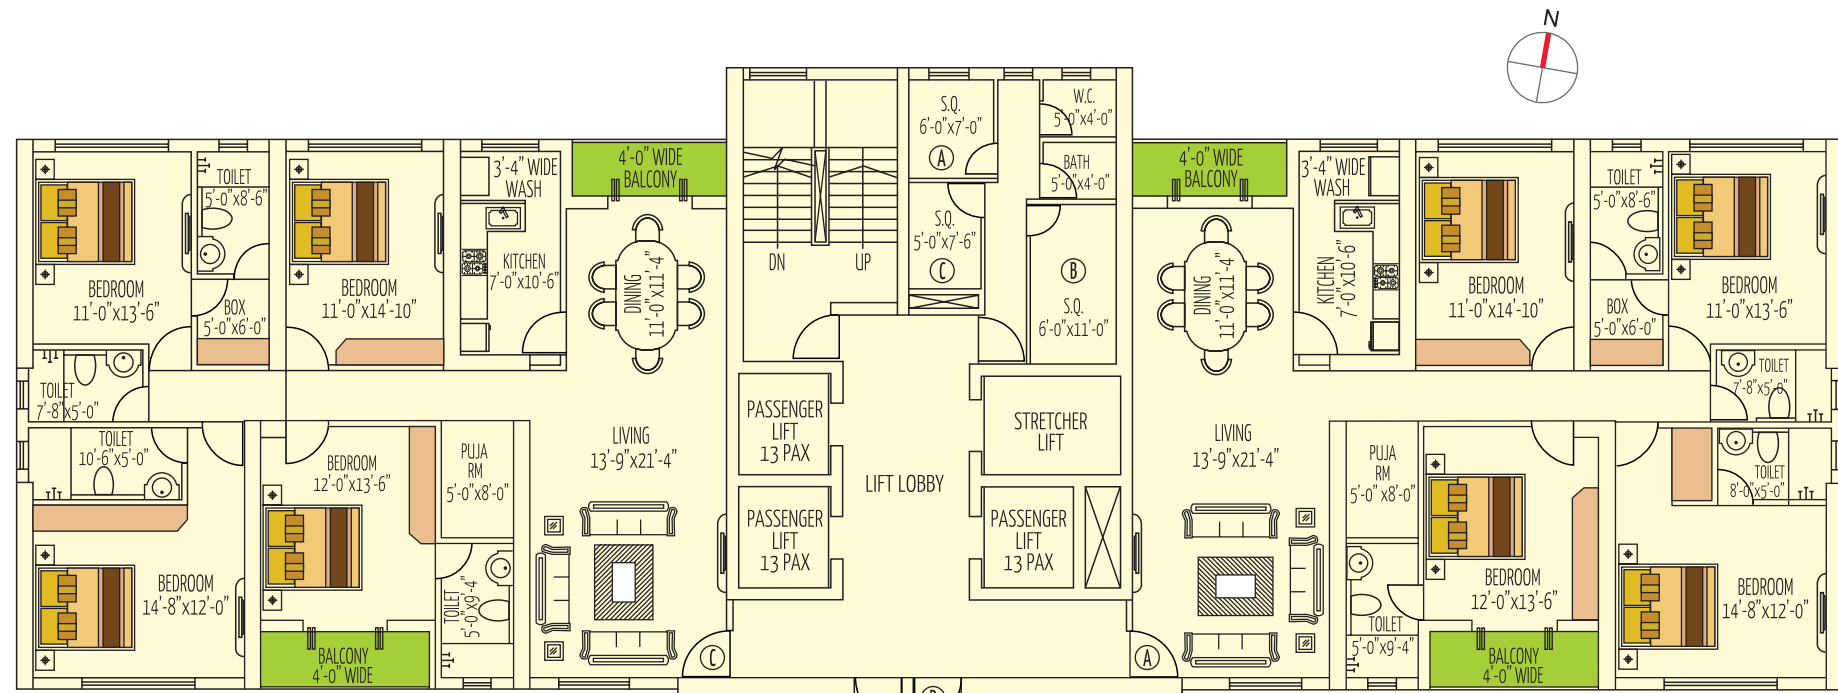 N
TOILET
5'-0"x8'-6"
BEDROOM
11'-0"x13'-6"
BOX
5'-0"x6'-0"
BEDROOM
11'-0"x14'-10"
3'-4" WIDE
WASH
KITCHEN
7'-0"x10'-6"
4'-0" WIDE
BALCONY
DINING
11'-0"x11'-4"
DN
UP
S.Q.
6'-0"x7'-0"
A
S.Q.
5'-0"x7'-6"
C
W.C.
5'-0"x4'-0"
BATH
5'-0"x4'-0"
B
S.Q.
6'-0"x11'-0"
4'-0" WIDE
BALCONY
DINING
11'-0"x11'-4"
3'-4" WIDE
WASH
KITCHEN
7'-0"x10'-6"
BEDROOM
11'-0"x14'-10"
TOILET
5'-0"x8'-6"
BOX
5'-0"x6'-0"
BEDROOM
11'-0"x13'-6"
TOILET
7'-8"x5'-0"
TOILET
10'-6"x5'-0"
BEDROOM
14'-8"x12'-0"
BEDROOM
12'-0"x13'-6"
BALCONY
4'-0" WIDE
PUJA
RM
5'-0"x8'-0"
TOILET
5'-0"x9'-4"
LIVING
13'-9"x21'-4"
C
PASSENGER
LIFT
13 PAX
PASSENGER
LIFT
13 PAX
LIFT LOBBY
STRETCHER
LIFT
PASSENGER
LIFT
13 PAX
A
LIVING
13'-9"x21'-4"
PUJA
RM
5'-0"x8'-0"
TOILET
5'-0"x9'-4"
BEDROOM
12'-0"x13'-6"
BALCONY
4'-0" WIDE
TOILET
7'-8"x5'-0"
TOILET
8'-0"x5'-0"
BEDROOM
14'-8"x12'-0"